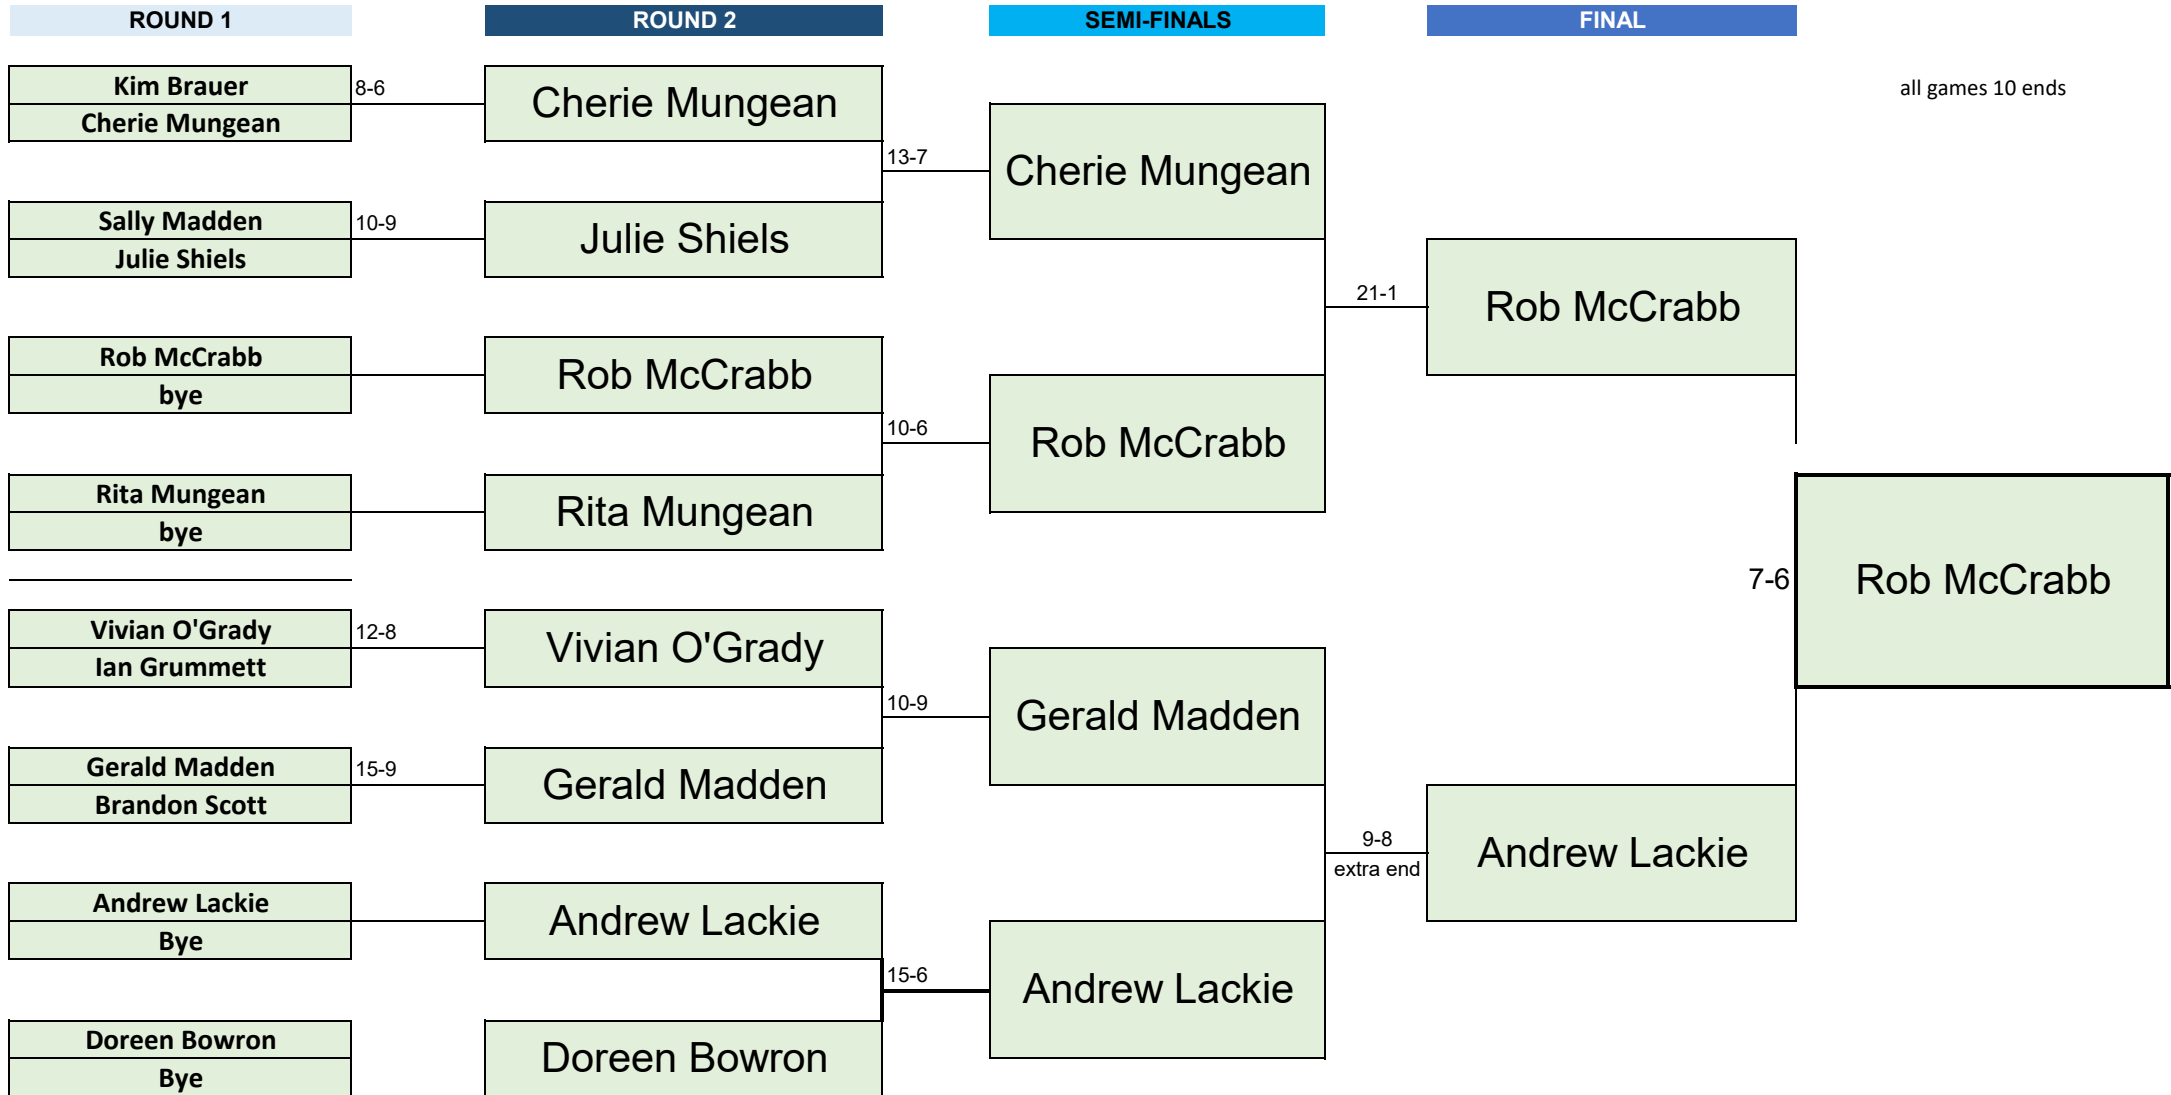 ROUND 1
ROUND 2
SEMI-FINALS
FINAL
all games 10 ends
Kim Brauer
Cherie Mungean
8-6
Sally Madden
Julie Shiels
10-9
Rob McCrabb
bye
Rita Mungean
bye
Vivian O'Grady
Ian Grummett
12-8
Gerald Madden
Brandon Scott
15-9
Andrew Lackie
Bye
Doreen Bowron
Bye
Cherie Mungean
Julie Shiels
13-7
Rob McCrabb
Rita Mungean
10-6
Vivian O'Grady
Gerald Madden
10-9
Andrew Lackie
Doreen Bowron
15-6
Cherie Mungean
Rob McCrabb
21-1
Gerald Madden
Andrew Lackie
9-8
extra end
Rob McCrabb
Andrew Lackie
7-6
Rob McCrabb